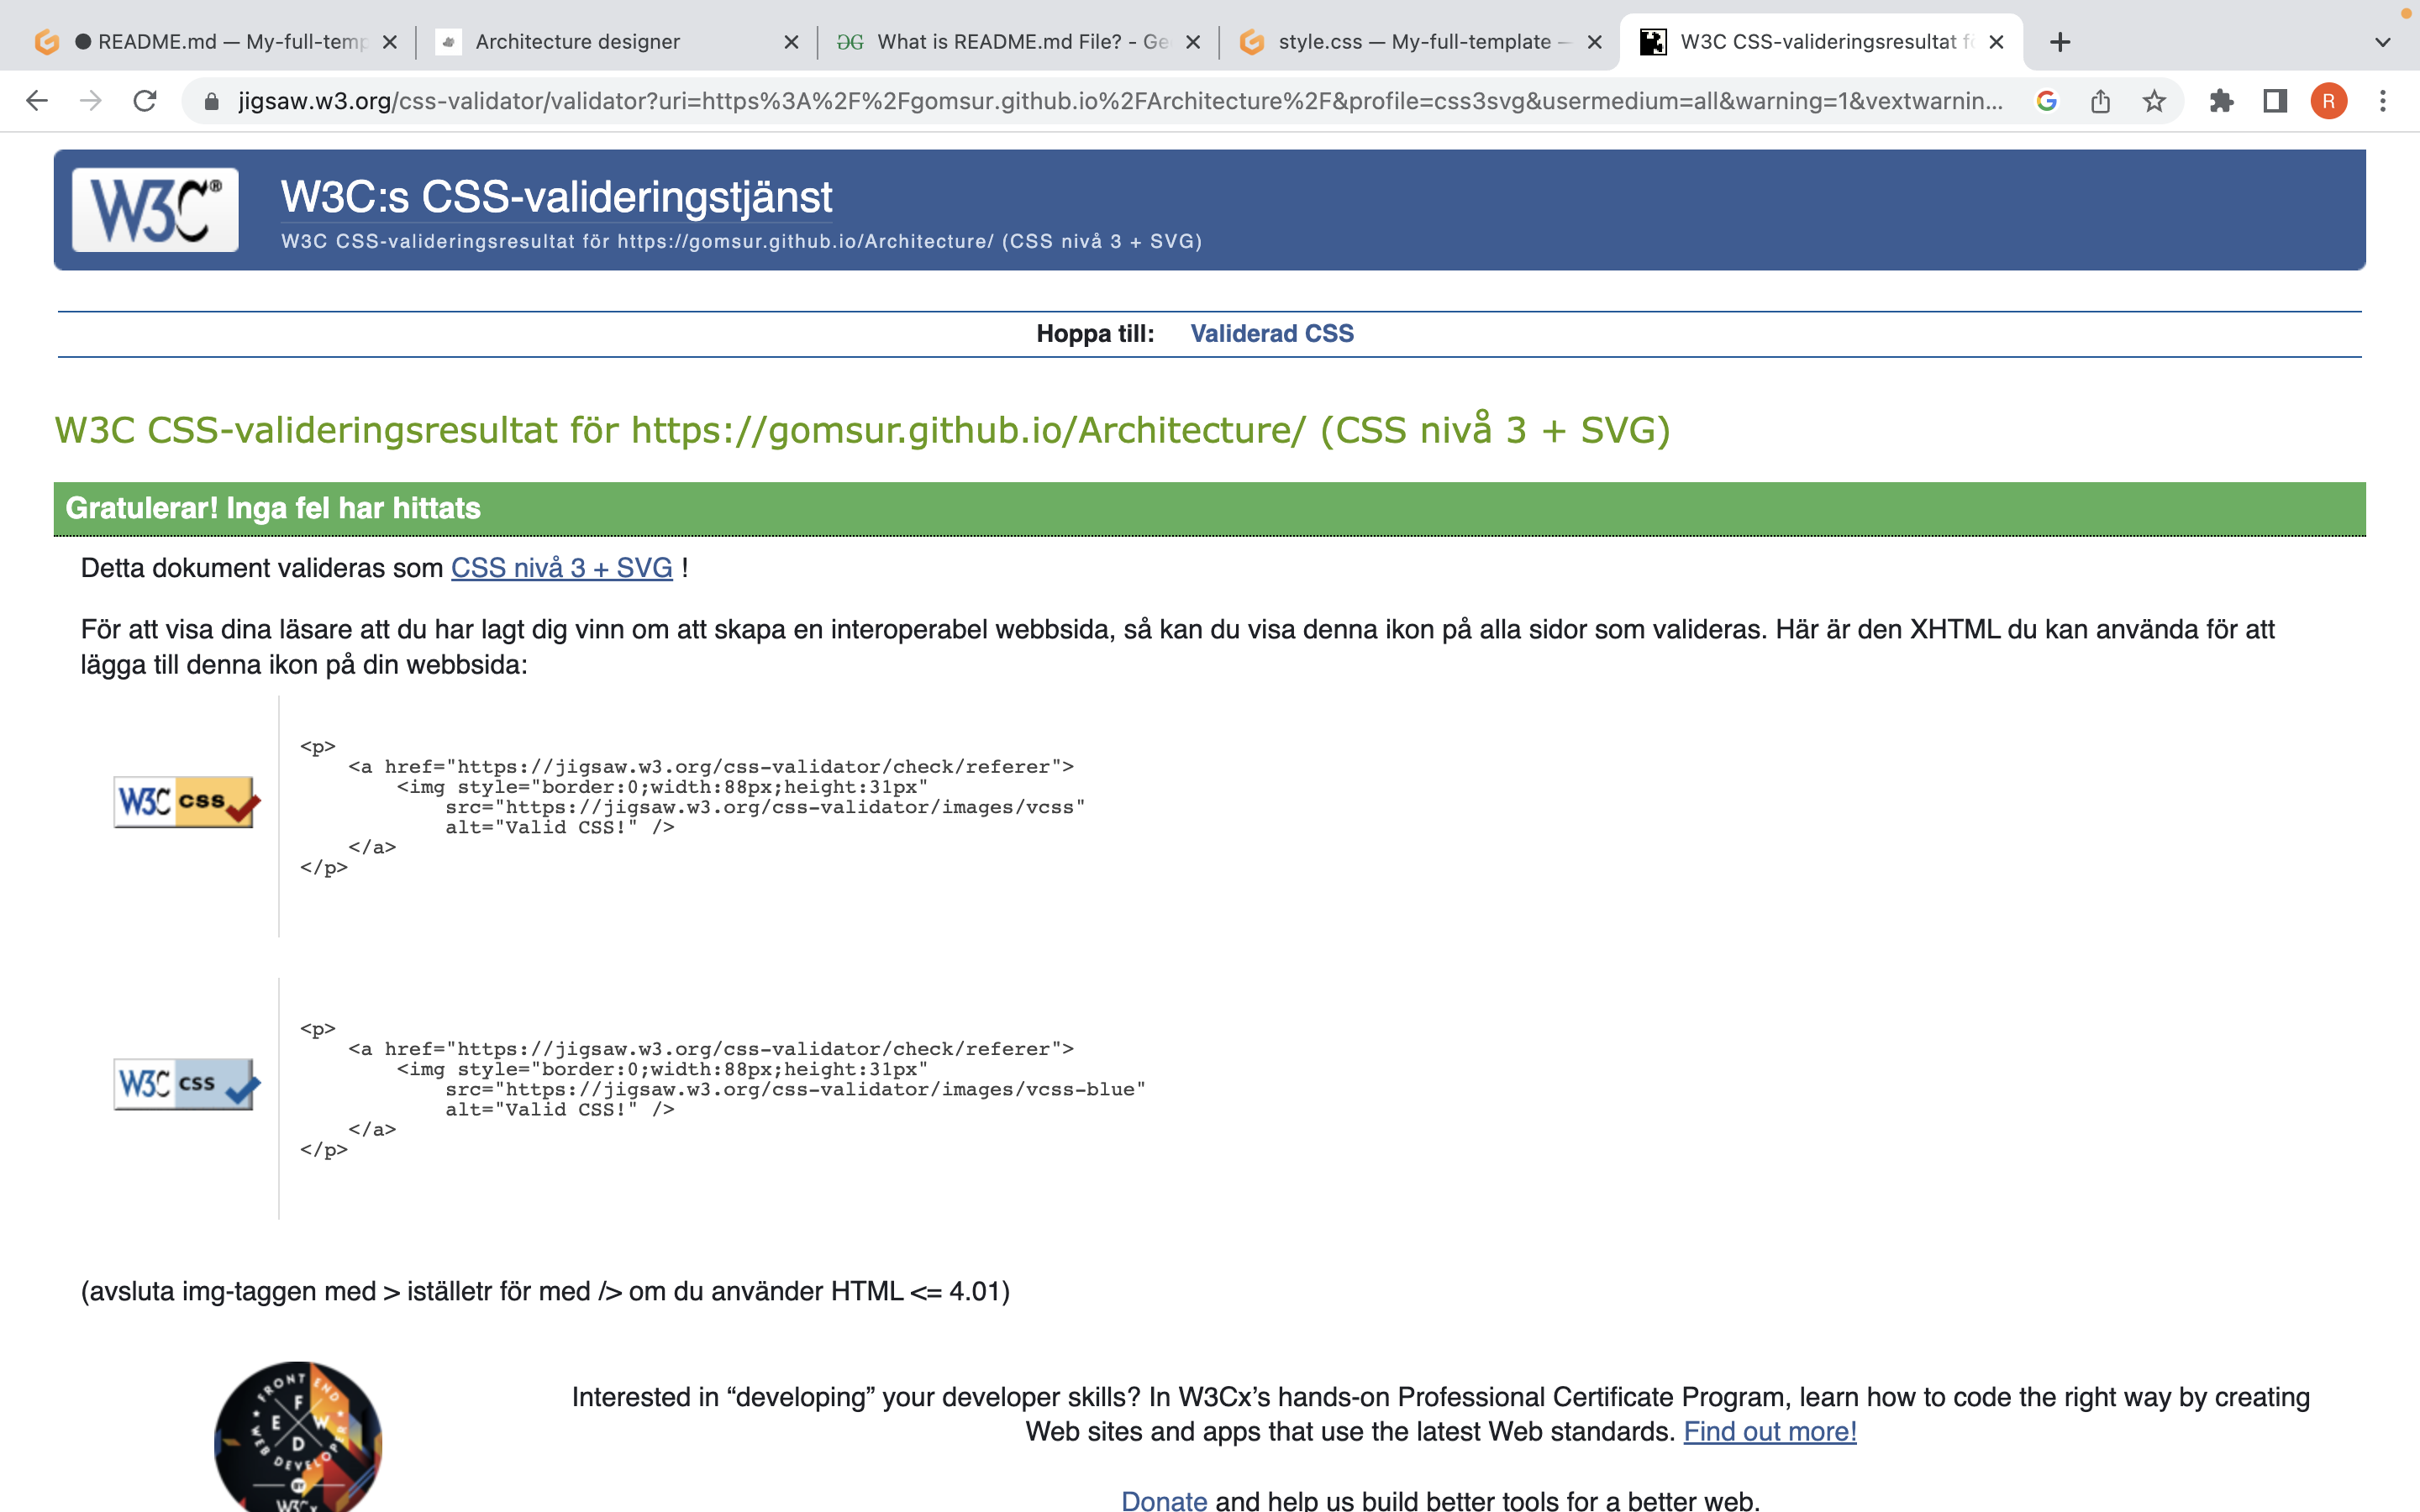 README.md — My-full-temp
Architecture designer
What is README.md File? - Ge
style.css — My-full-template —
W3C CSS-valideringsresultat fö
jigsaw.w3.org/css-validator/validator?uri=https%3A%2F%2Fgomsur.github.io%2FArchitecture%2F&profile=css3svg&usermedium=all&warning=1&vextwarnin...
R
W3C®
W3C:s CSS-valideringstjänst
W3C CSS-valideringsresultat för https://gomsur.github.io/Architecture/ (CSS nivå 3 + SVG)
Hoppa till: Validerad CSS
W3C CSS-valideringsresultat för https://gomsur.github.io/Architecture/ (CSS nivå 3 + SVG)
Gratulerar! Inga fel har hittats
Detta dokument valideras som CSS nivå 3 + SVG !
För att visa dina läsare att du har lagt dig vinn om att skapa en interoperabel webbsida, så kan du visa denna ikon på alla sidor som valideras. Här är den XHTML du kan använda för att
lägga till denna ikon på din webbsida:
W3C css
<p>
<a href="https://jigsaw.w3.org/css-validator/check/referer">
<img style="border:0;width:88px;height:31px"
src="https://jigsaw.w3.org/css-validator/images/vcss"
alt="Valid CSS!" />
</a>
</p>
W3C css
<p>
<a href="https://jigsaw.w3.org/css-validator/check/referer">
<img style="border:0;width:88px;height:31px"
src="https://jigsaw.w3.org/css-validator/images/vcss-blue"
alt="Valid CSS!" />
</a>
</p>
(avsluta img-taggen med > iställetr för med /> om du använder HTML <= 4.01)
FRONT END
WEB DEVELOPER
F E W D
BY
W3Cx
Interested in “developing” your developer skills? In W3Cx’s hands-on Professional Certificate Program, learn how to code the right way by creating
Web sites and apps that use the latest Web standards. Find out more!
Donate and help us build better tools for a better web.